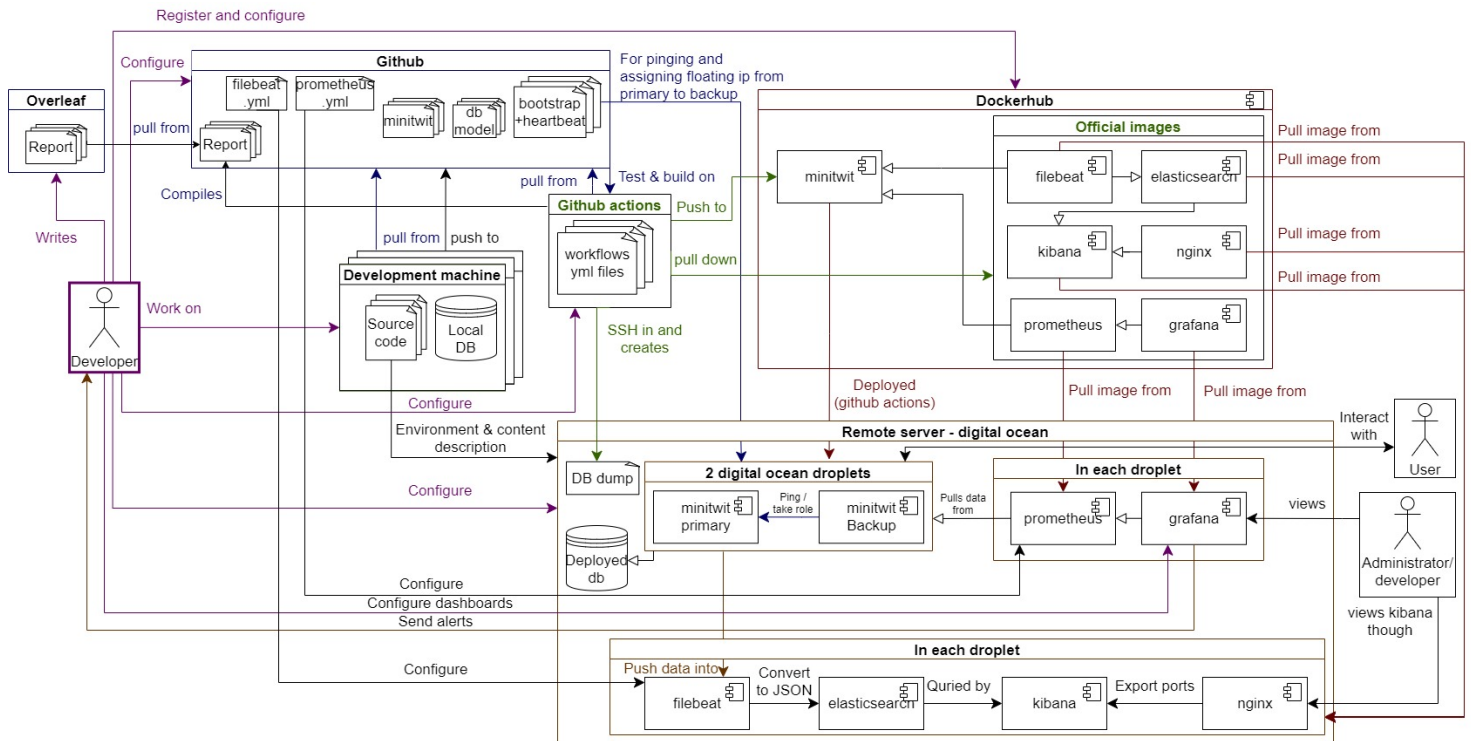 Register and configure
Configure
Github
For pinging and
assigning floating ip from
primary to backup
filebeat
.yml
prometheus
.yml
minitwit
db
model
bootstrap
+heartbeat
Overleaf
Report
pull from
Report
Compiles
Writes
pull from
push to
pull from
Test & build on
Github actions
workflows
yml files
Push to
pull down
SSH in and
creates
Dockerhub
Official images
minitwit
filebeat
elasticsearch
kibana
nginx
prometheus
grafana
Pull image from
Pull image from
Pull image from
Pull image from
Developer
Work on
Development machine
Source
code
Local
DB
Configure
Environment & content
description
Configure
Deployed
(github actions)
Pull image from
Pull image from
Interact
with
User
Remote server - digital ocean
DB dump
2 digital ocean droplets
minitwit
primary
Ping /
take role
minitwit
Backup
Pulls data
from
In each droplet
prometheus
grafana
views
Administrator/
developer
Deployed
db
Configure
Configure dashboards
Send alerts
views kibana
though
In each droplet
Configure
Push data into
filebeat
Convert
to JSON
elasticsearch
Quried by
kibana
Export ports
nginx